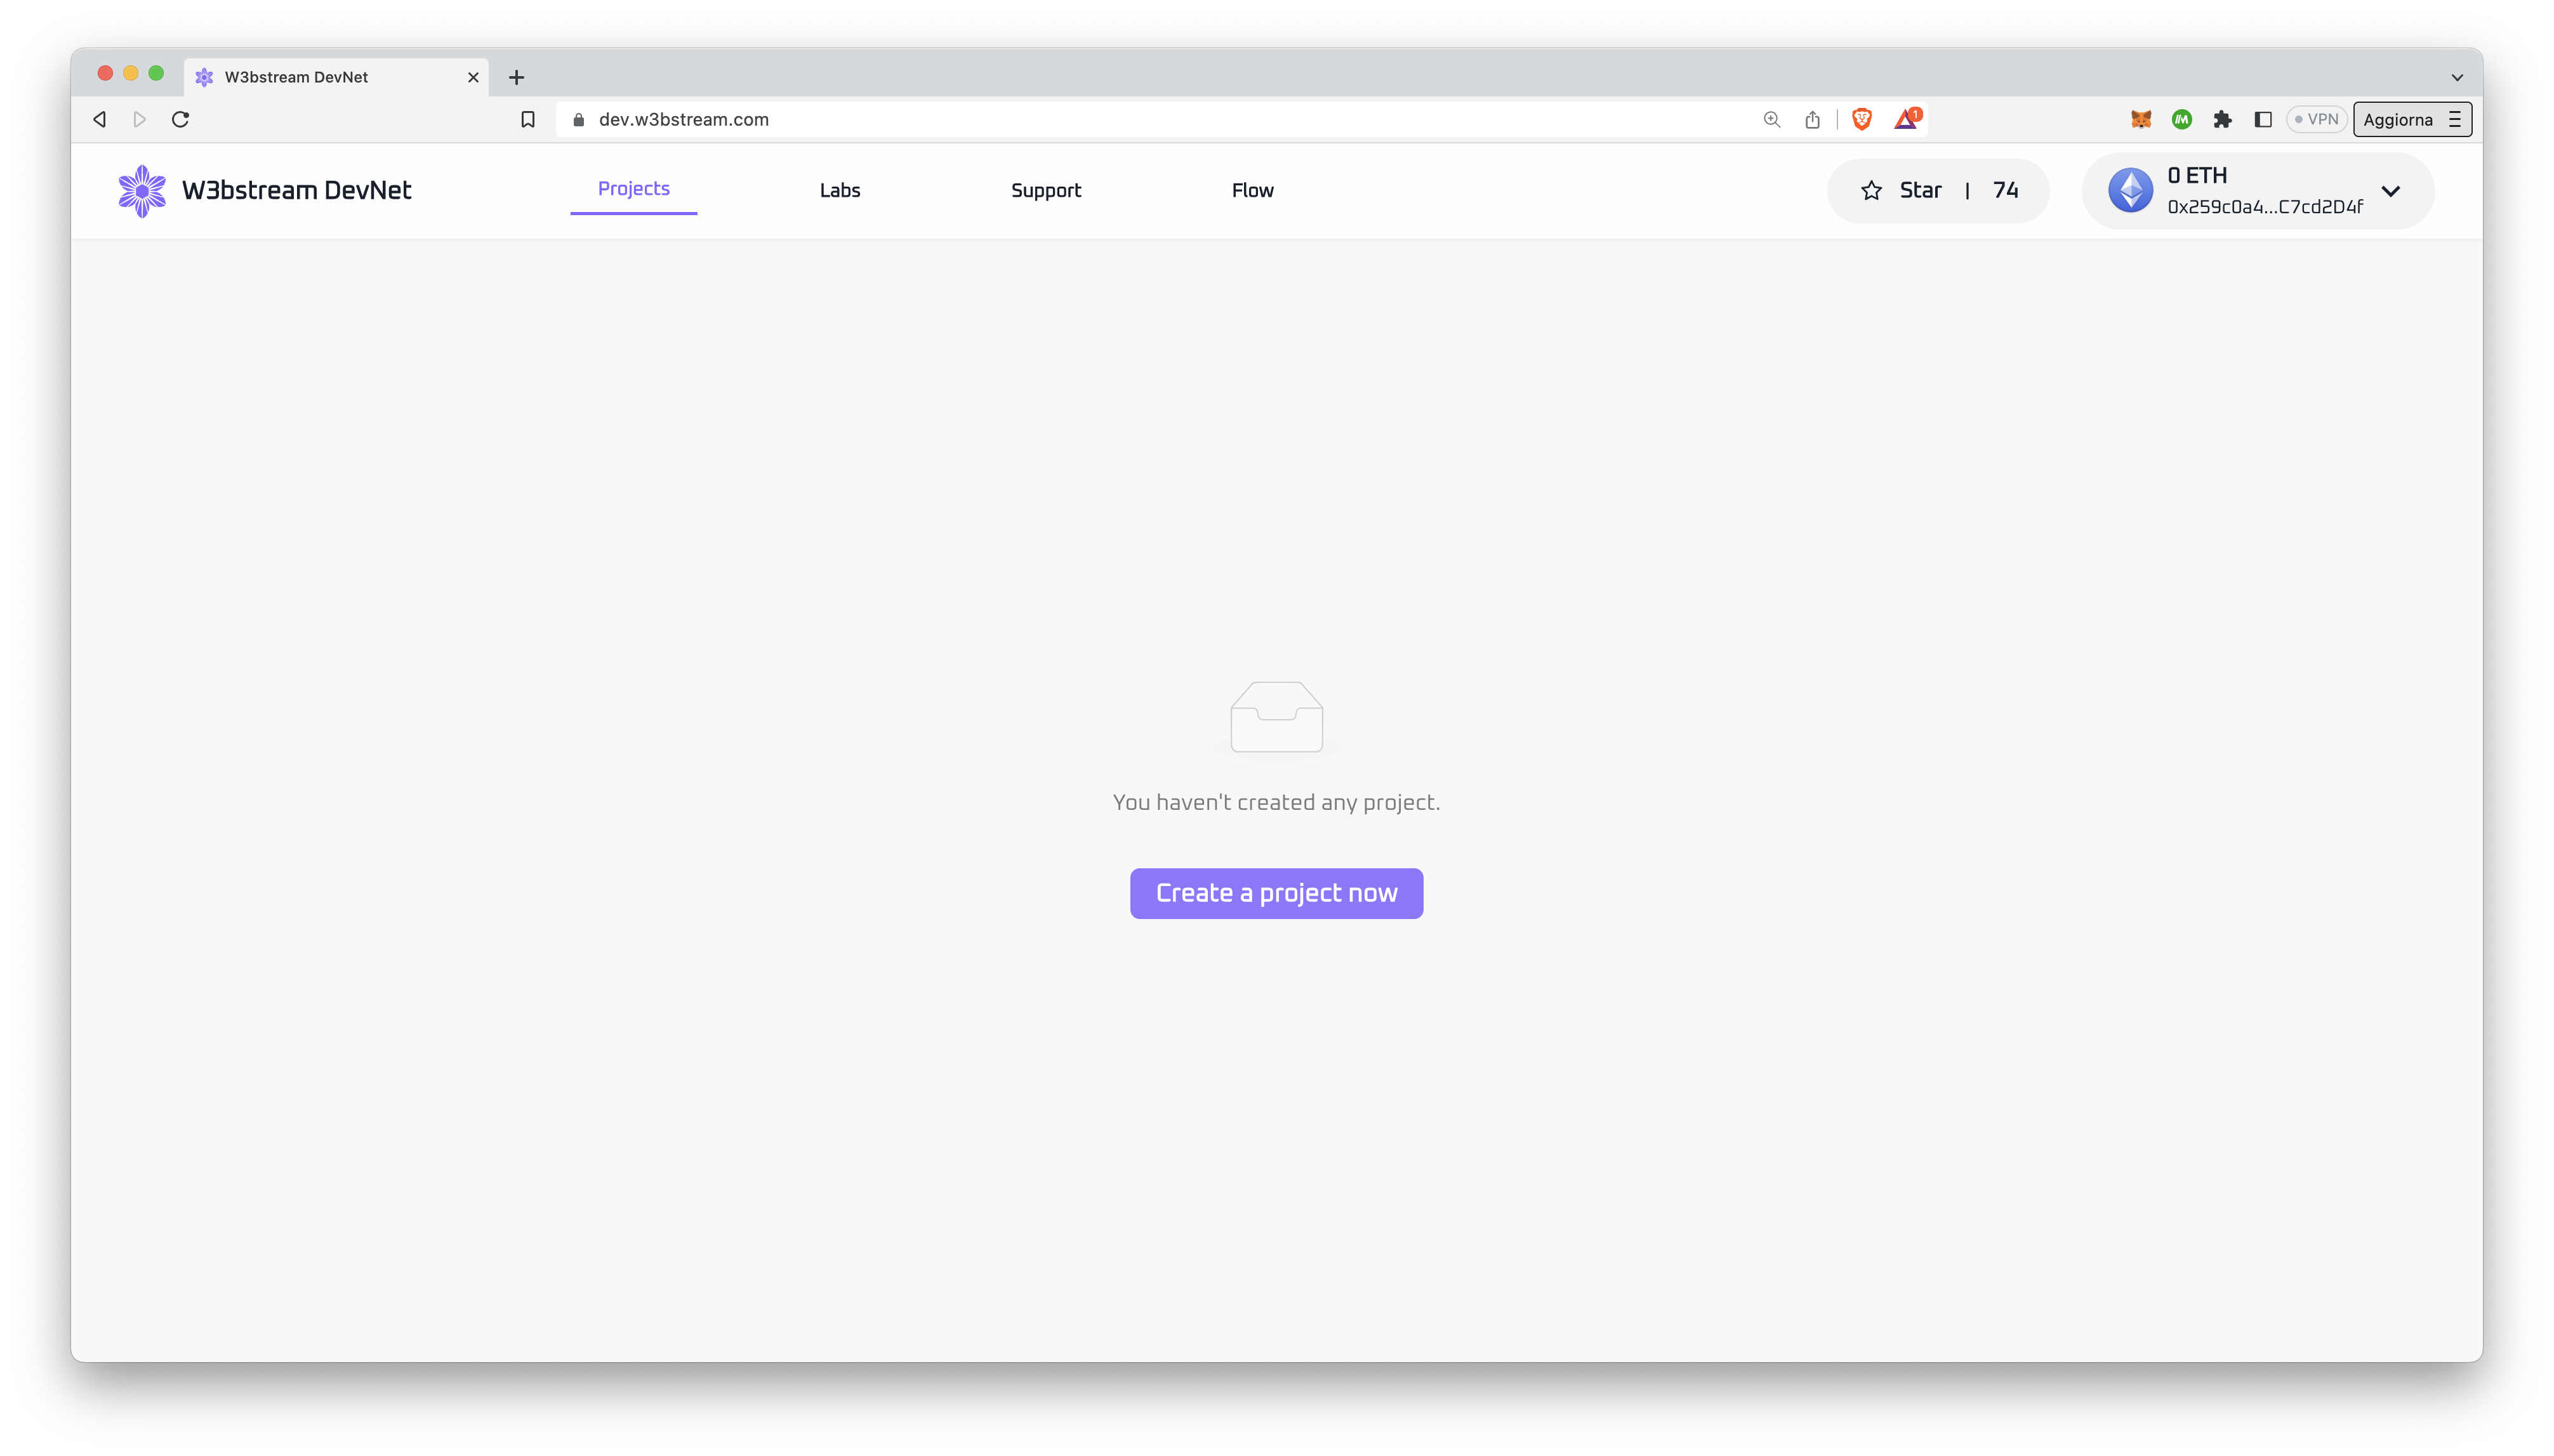 W3bstream DevNet
dev.w3bstream.com
1
VPN
Aggiorna
W3bstream DevNet
Projects
Labs
Support
Flow
Star | 74
0 ETH
0x259c0a4...C7cd2D4f
You haven't created any project.
Create a project now